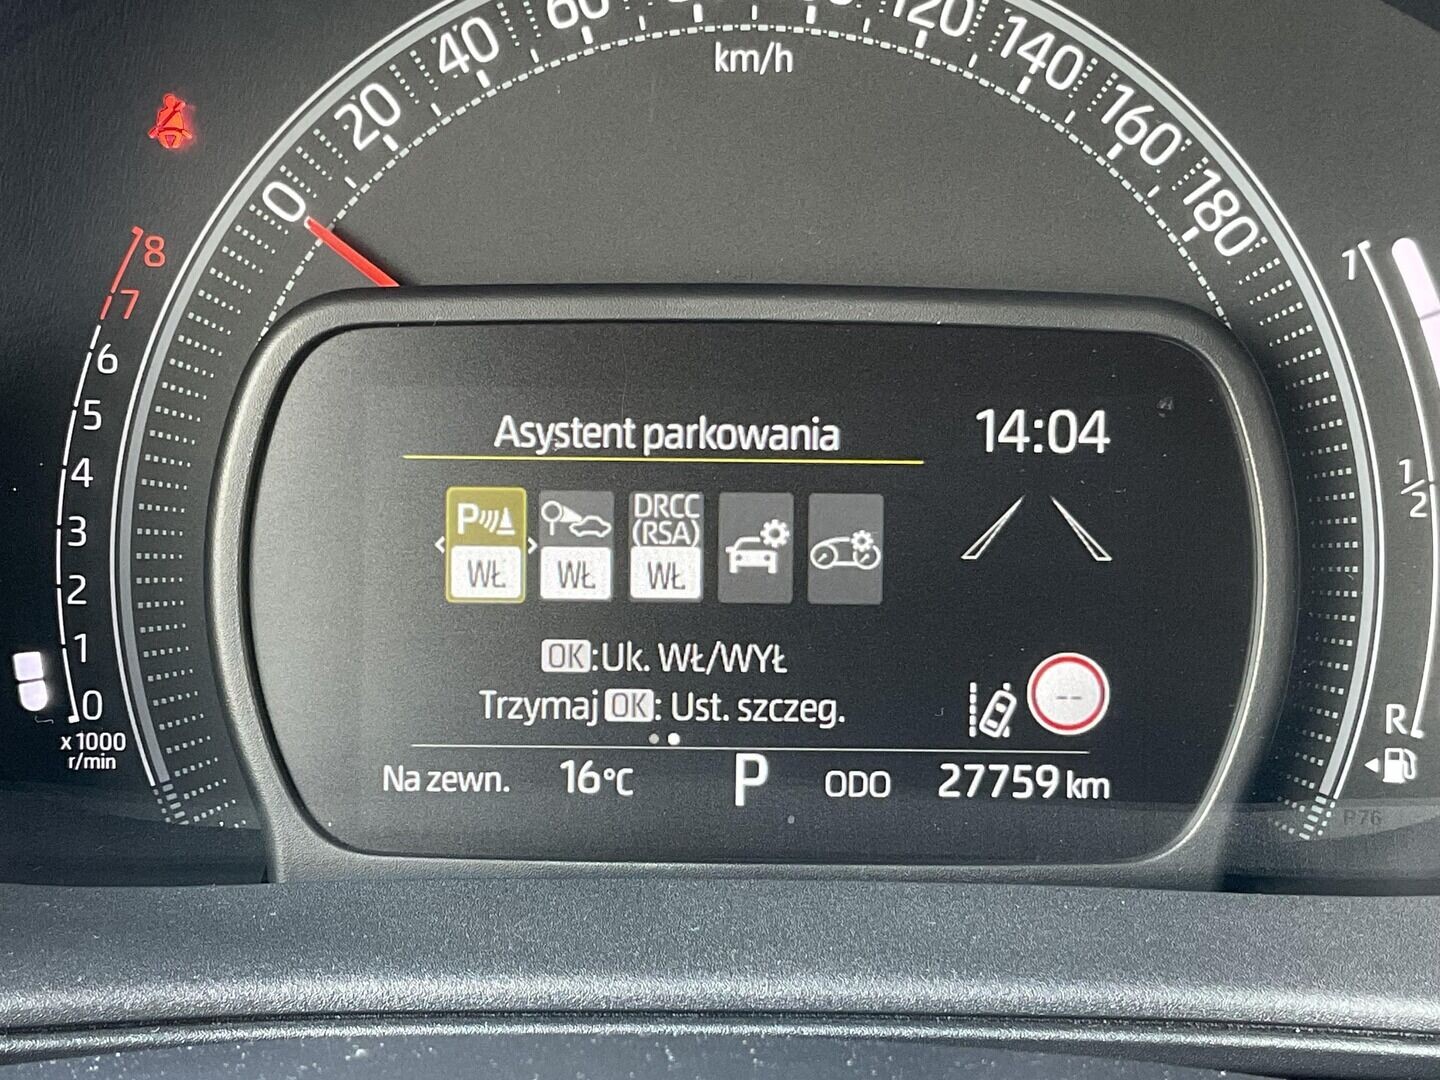 0 20 40 60 120 140 160 180
km/h
8
7
6
5
4
3
2
1
0
x 1000
r/min
Asystent parkowania 14:04
P WŁ
WŁ
DRCC
(RSA)
WŁ
OK:Uk. WŁ/WYŁ
Trzymaj OK: Ust. szczeg.
--
Na zewn. 16°C P ODO 27759 km
1
1/2
R
P76